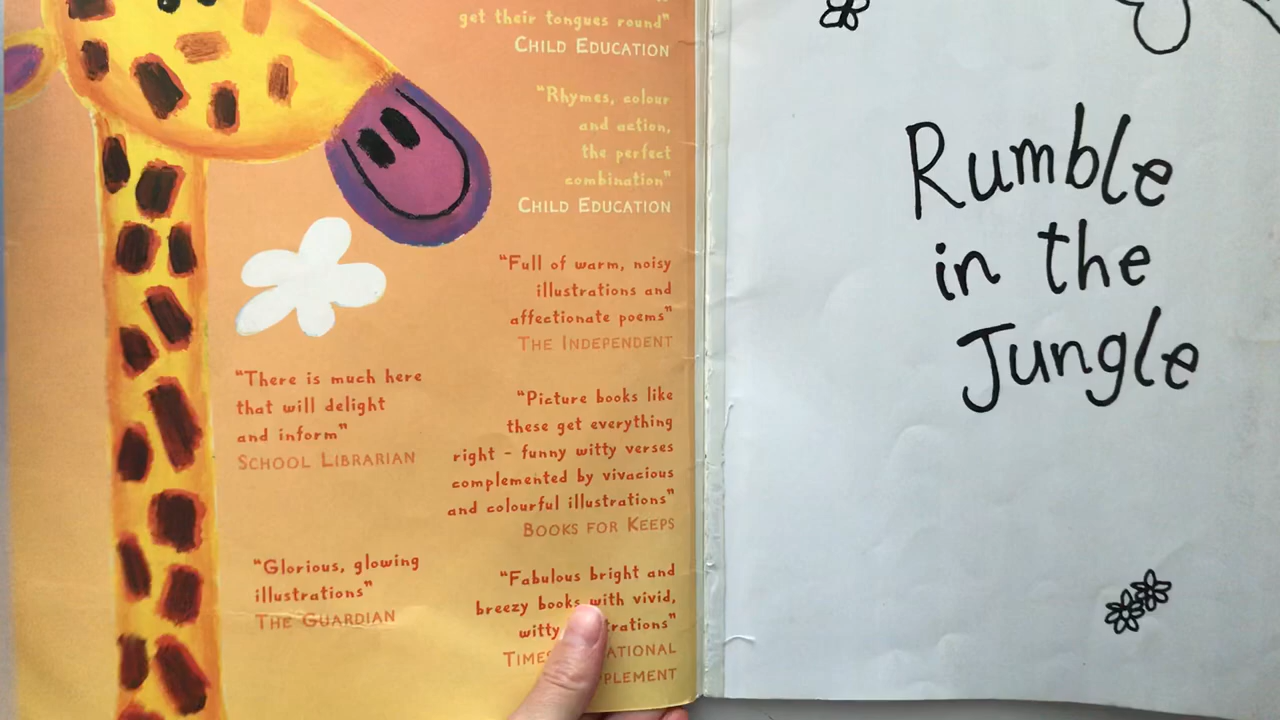 get their tongues round"
CHILD EDUCATION
"Rhymes, colour
and action,
the perfect
combination"
CHILD EDUCATION
"Full of warm, noisy
illustrations and
affectionate poems"
THE INDEPENDENT
"Picture books like
these get everything
right - funny witty verses
complemented by vivacious
and colourful illustrations"
BOOKS FOR KEEPS
"Fabulous bright and
breezy books with vivid,
witty
"There is much here
that will delight
and inform"
SCHOOL LIBRARIAN
"Glorious, glowing
illustrations"
THE GUARDIAN
Rumble
in the
Jungle